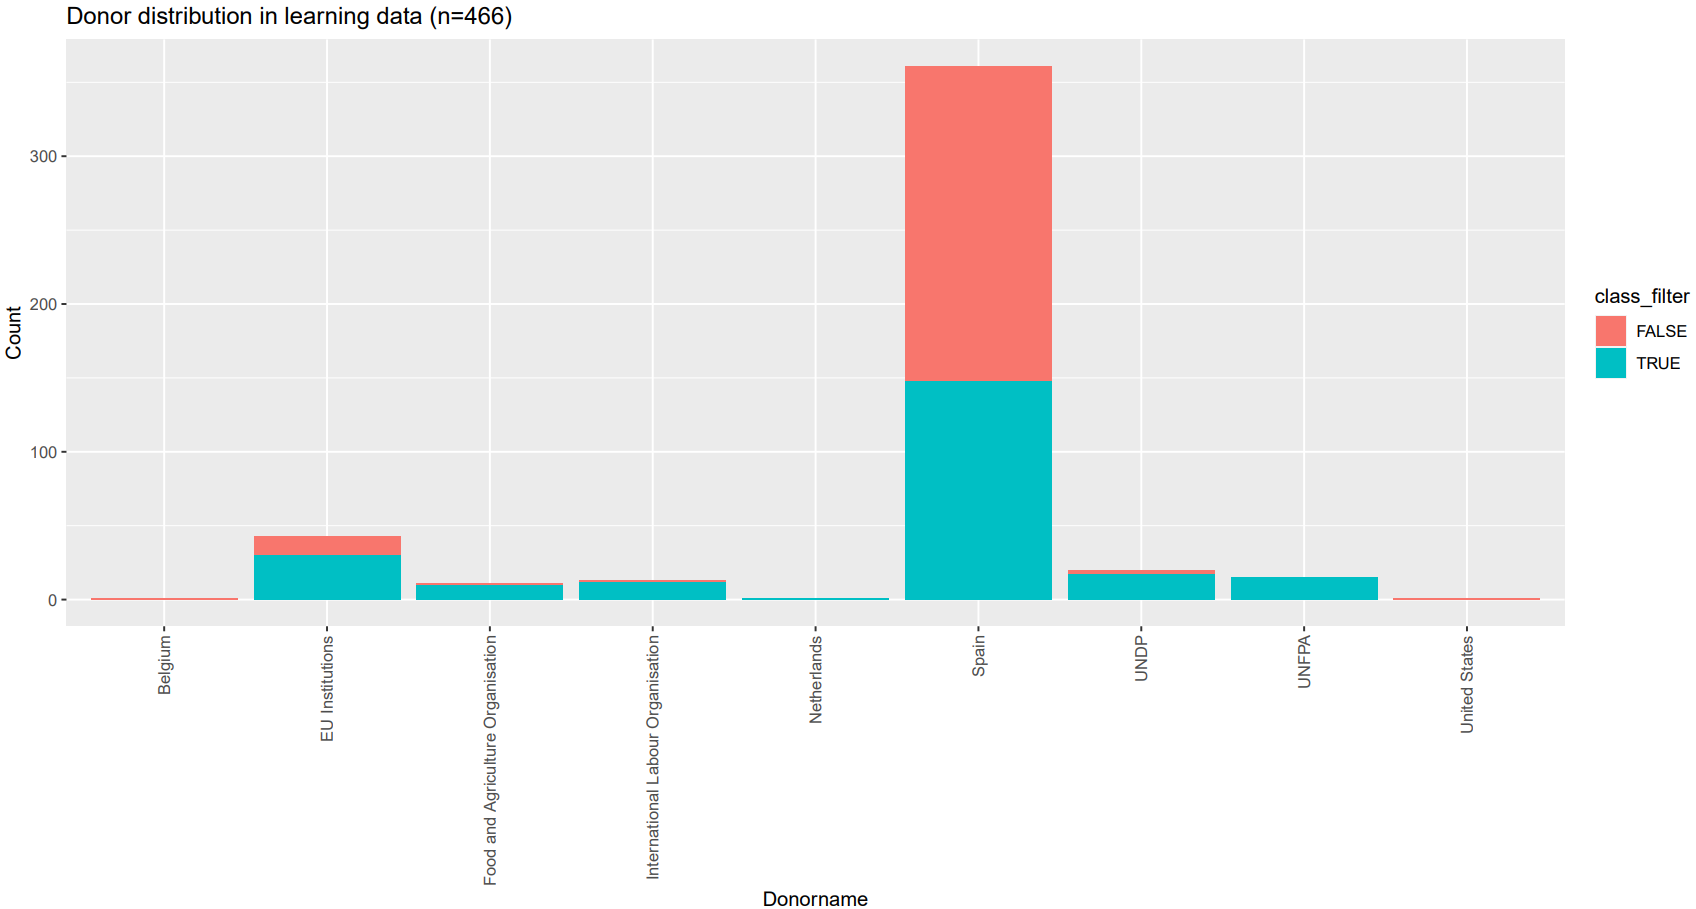 Donor distribution in learning data (n=466)
Count
300
200
100
0
Belgium
EU Institutions
Food and Agriculture Organisation
International Labour Organisation
Netherlands
Spain
UNDP
UNFPA
United States
Donorname
class_filter
FALSE
TRUE